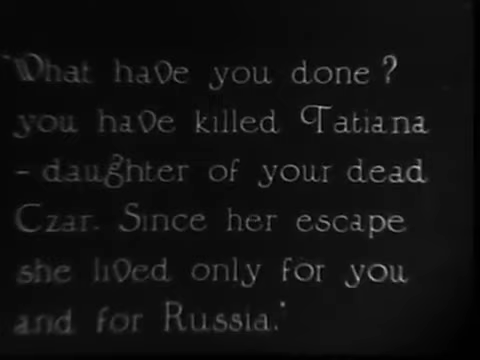 "What have you done?
you have killed Tatiana
- daughter of your dead
Czar. Since her escape
she lived only for you
and for Russia."